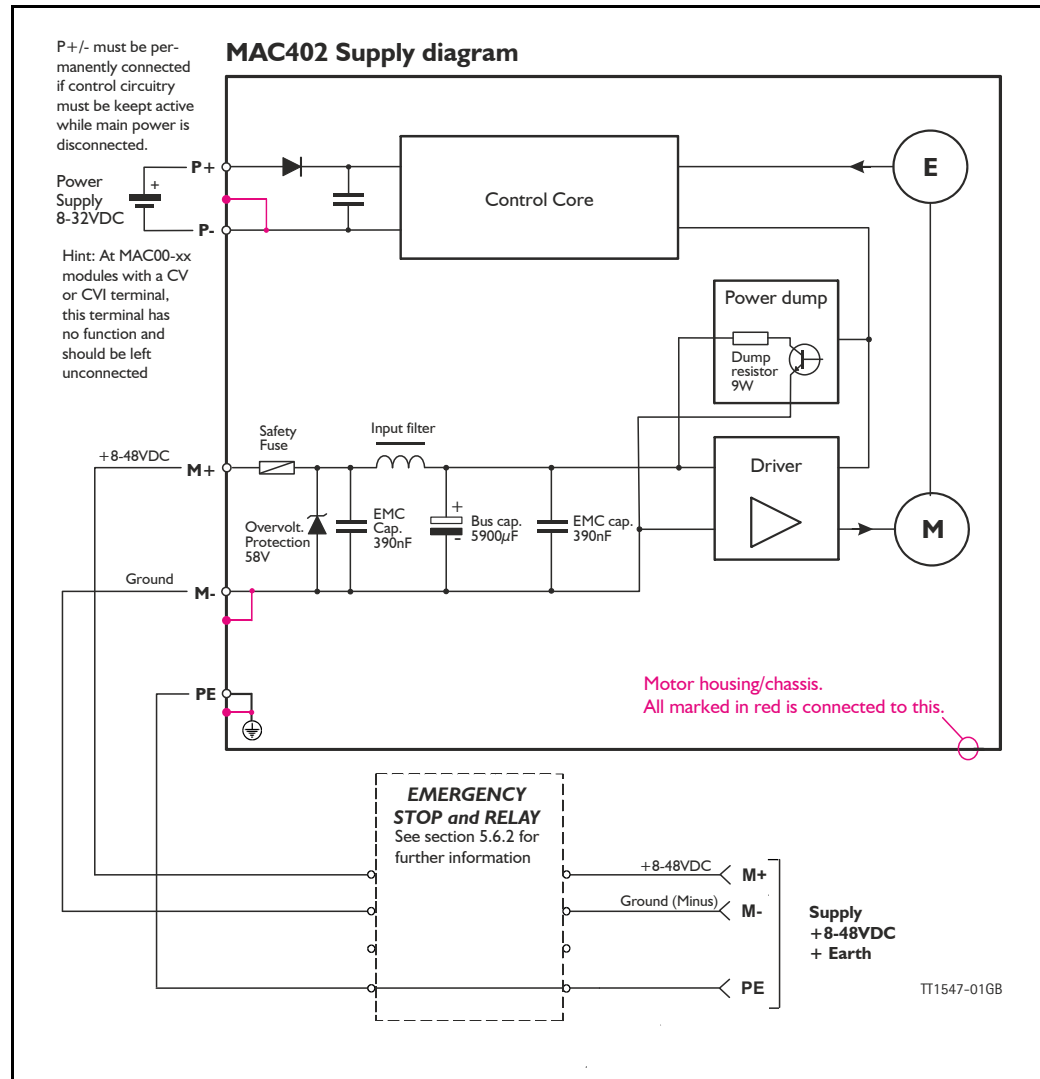 P+/- must be per-
manently connected
if control circuitry
must be keept active
while main power is
disconnected.
MAC402 Supply diagram
P+
Power
Supply
8-32VDC
+
P-
Control Core
E
Hint: At MAC00-xx
modules with a CV
or CVI terminal,
this terminal has
no function and
should be left
unconnected
Power dump
Dump
resistor
9W
+8-48VDC
M+
Safety
Fuse
Input filter
Overvolt.
Protection
58V
EMC
Cap.
390nF
+
-
Bus cap.
5900µF
EMC cap.
390nF
Driver
M
Ground
M-
PE
Motor housing/chassis.
All marked in red is connected to this.
EMERGENCY
STOP and RELAY
See section 5.6.2 for
further information
+8-48VDC
M+
Ground (Minus)
M-
PE
Supply
+8-48VDC
+ Earth
TT1547-01GB